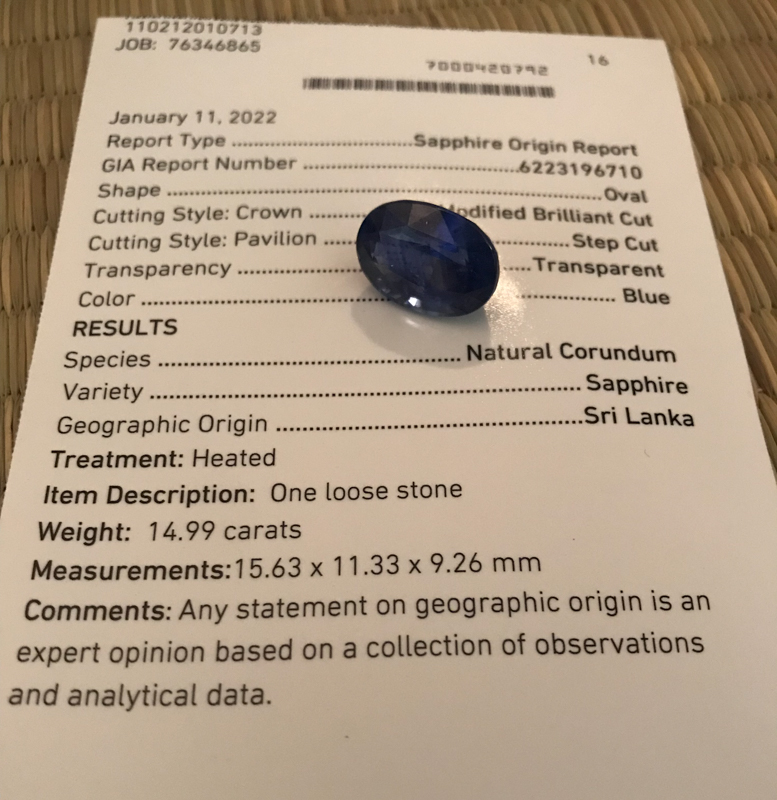 110212010713
JOB: 76346865
16
7000420792
January 11, 2022
Report Type ........................................Sapphire Origin Report
GIA Report Number ................................................6223196710
Shape ................................................................................Oval
Cutting Style: Crown .......... Modified Brilliant Cut
Cutting Style: Pavilion ................. Step Cut
Transparency ........................Transparent
Color .......................................... Blue
RESULTS
Species .................................................... Natural Corundum
Variety ........................................................................ Sapphire
Geographic Origin ...................................................Sri Lanka
Treatment: Heated
Item Description: One loose stone
Weight: 14.99 carats
Measurements:15.63 x 11.33 x 9.26 mm
Comments: Any statement on geographic origin is an
expert opinion based on a collection of observations
and analytical data.